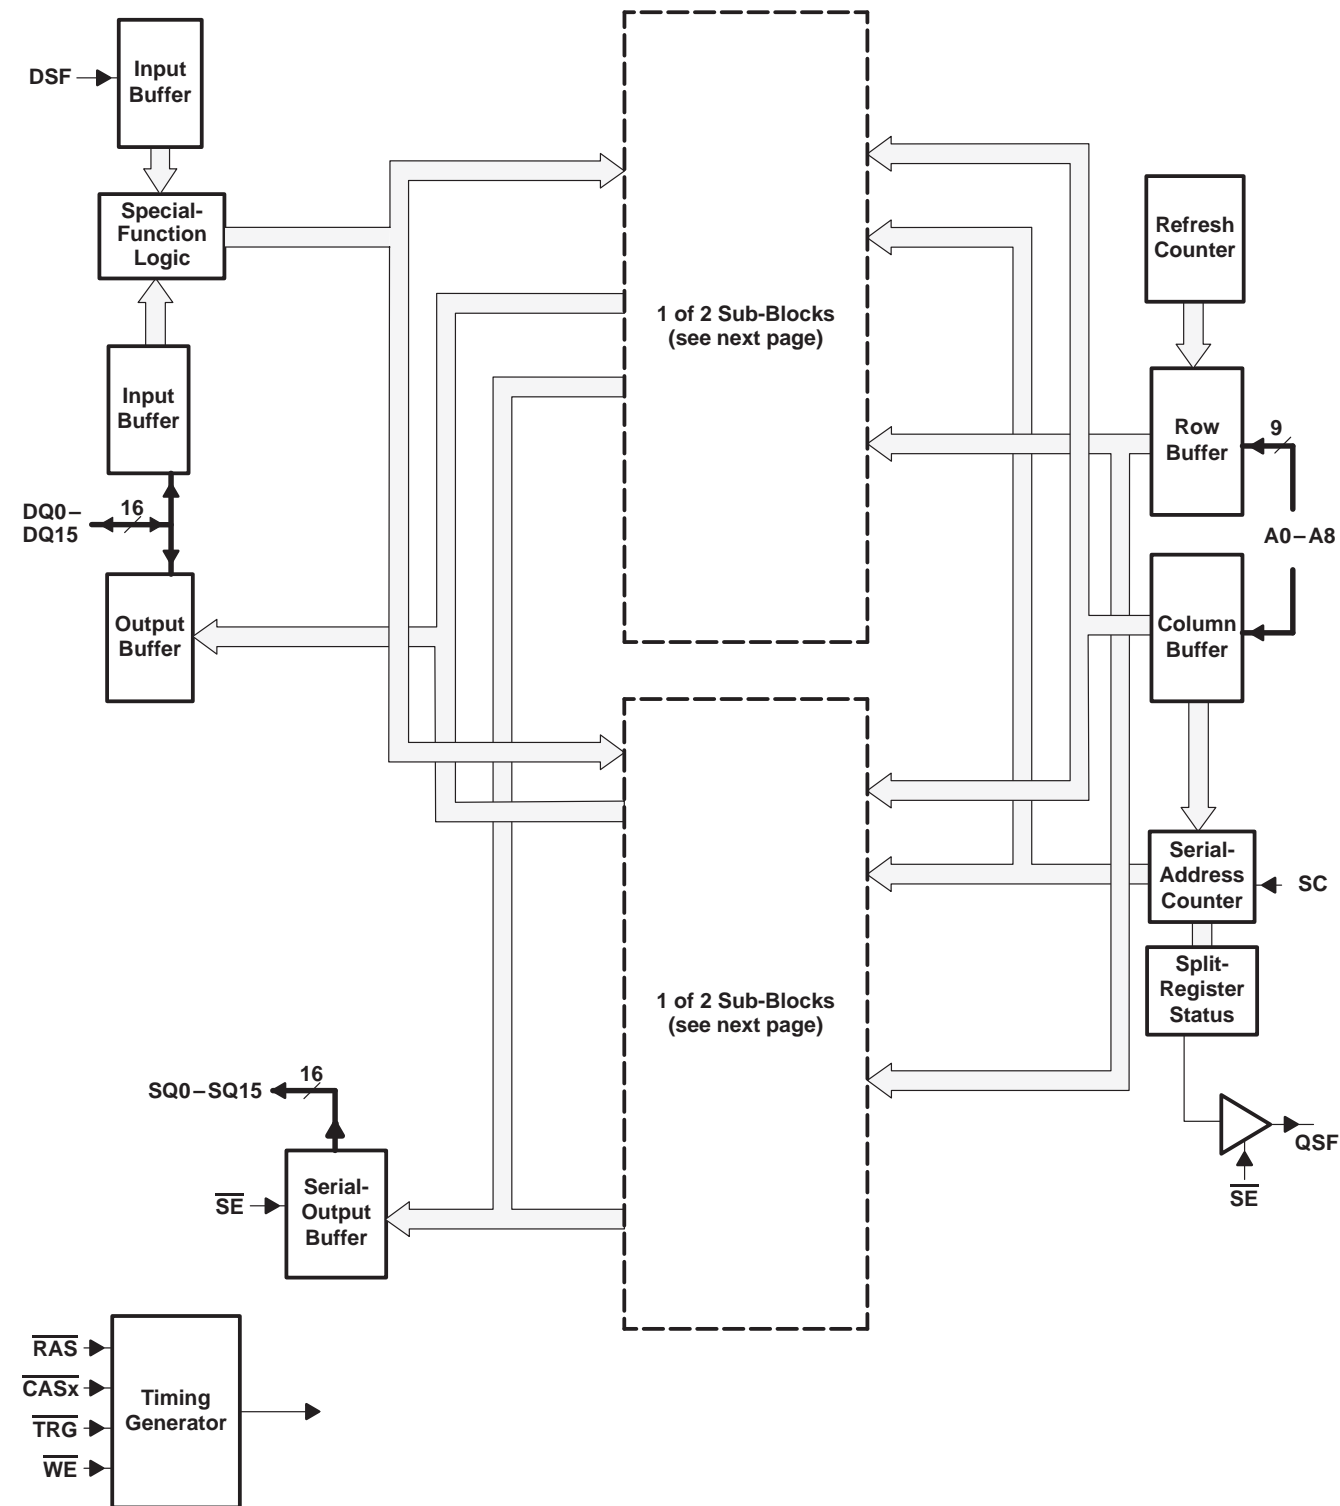 DSF
Input
Buffer
Special-
Function
Logic
Input
Buffer
DQ0–
DQ15
16
Output
Buffer
1 of 2 Sub-Blocks
(see next page)
Refresh
Counter
Row
Buffer
9
A0–A8
Column
Buffer
Serial-
Address
Counter
SC
Split-
Register
Status
QSF
SE
1 of 2 Sub-Blocks
(see next page)
SQ0–SQ15
16
SE
Serial-
Output
Buffer
RAS
CASx
TRG
WE
Timing
Generator